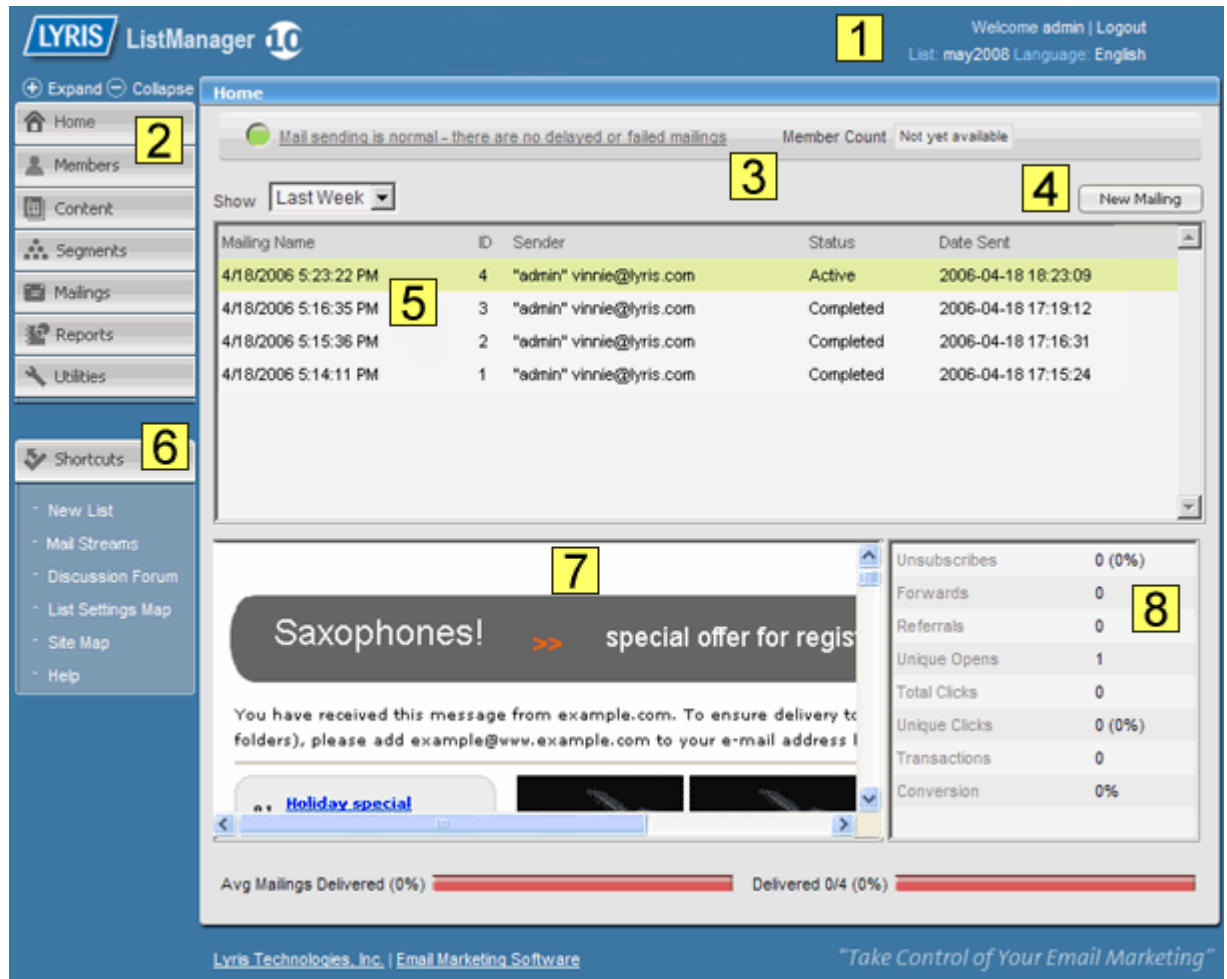 LYRIS ListManager 10
1
Welcome admin | Logout
List: may2008 Language: English
Expand Collapse
Home
2
Members
Content
Segments
Mailings
Reports
Utilities
6
Shortcuts
- New List
- Mail Streams
- Discussion Forum
- List Settings Map
- Site Map
- Help
Home
Mail sending is normal - there are no delayed or failed mailings
Member Count Not yet available
3
Show Last Week
4
New Mailing
Mailing Name ID Sender Status Date Sent
4/18/2006 5:23:22 PM 4 "admin" vinnie@lyris.com Active 2006-04-18 18:23:09
5
4/18/2006 5:16:35 PM 3 "admin" vinnie@lyris.com Completed 2006-04-18 17:19:12
4/18/2006 5:15:36 PM 2 "admin" vinnie@lyris.com Completed 2006-04-18 17:16:31
4/18/2006 5:14:11 PM 1 "admin" vinnie@lyris.com Completed 2006-04-18 17:15:24
7
Saxophones! >> special offer for regis
You have received this message from example.com. To ensure delivery to
folders), please add example@www.example.com to your e-mail address l
Holiday special
8
Unsubscribes 0 (0%)
Forwards 0
Referrals 0
Unique Opens 1
Total Clicks 0
Unique Clicks 0 (0%)
Transactions 0
Conversion 0%
Avg Mailings Delivered (0%)
Delivered 0/4 (0%)
Lyris Technologies, Inc. | Email Marketing Software
"Take Control of Your Email Marketing"